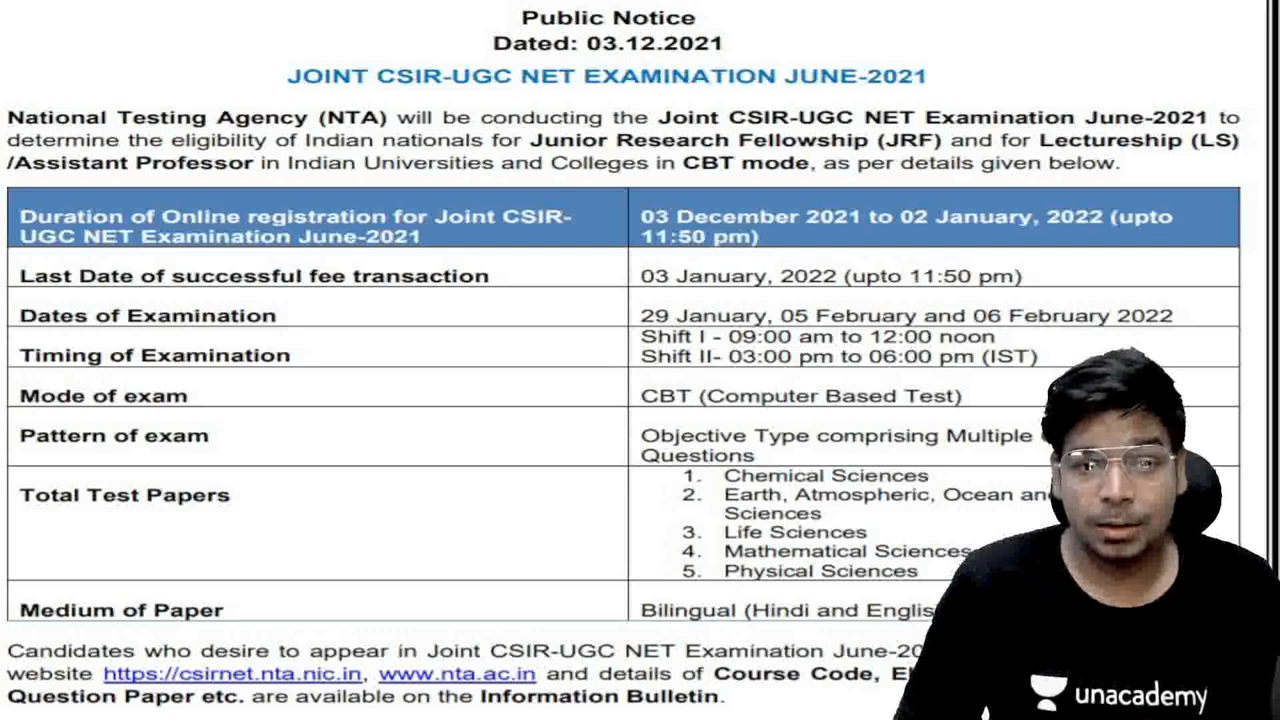 Public Notice
Dated: 03.12.2021
JOINT CSIR-UGC NET EXAMINATION JUNE-2021
National Testing Agency (NTA) will be conducting the Joint CSIR-UGC NET Examination June-2021 to
determine the eligibility of Indian nationals for Junior Research Fellowship (JRF) and for Lectureship (LS)
/Assistant Professor in Indian Universities and Colleges in CBT mode, as per details given below.
Duration of Online registration for Joint CSIR-
UGC NET Examination June-2021
03 December 2021 to 02 January, 2022 (upto
11:50 pm)
Last Date of successful fee transaction
03 January, 2022 (upto 11:50 pm)
Dates of Examination
29 January, 05 February and 06 February 2022
Timing of Examination
Shift I - 09:00 am to 12:00 noon
Shift II- 03:00 pm to 06:00 pm (IST)
Mode of exam
CBT (Computer Based Test)
Pattern of exam
Objective Type comprising Multiple
Questions
Total Test Papers
1. Chemical Sciences
2. Earth, Atmospheric, Ocean
Sciences
3. Life Sciences
4. Mathematical Sciences
5. Physical Sciences
Medium of Paper
Bilingual (Hindi and
Candidates who desire to appear in Joint CSIR-UGC NET Examination
website https://csirnet.nta.nic.in, www.nta.ac.in and details of Course Code,
Question Paper etc. are available on the Information Bulletin.
unacademy